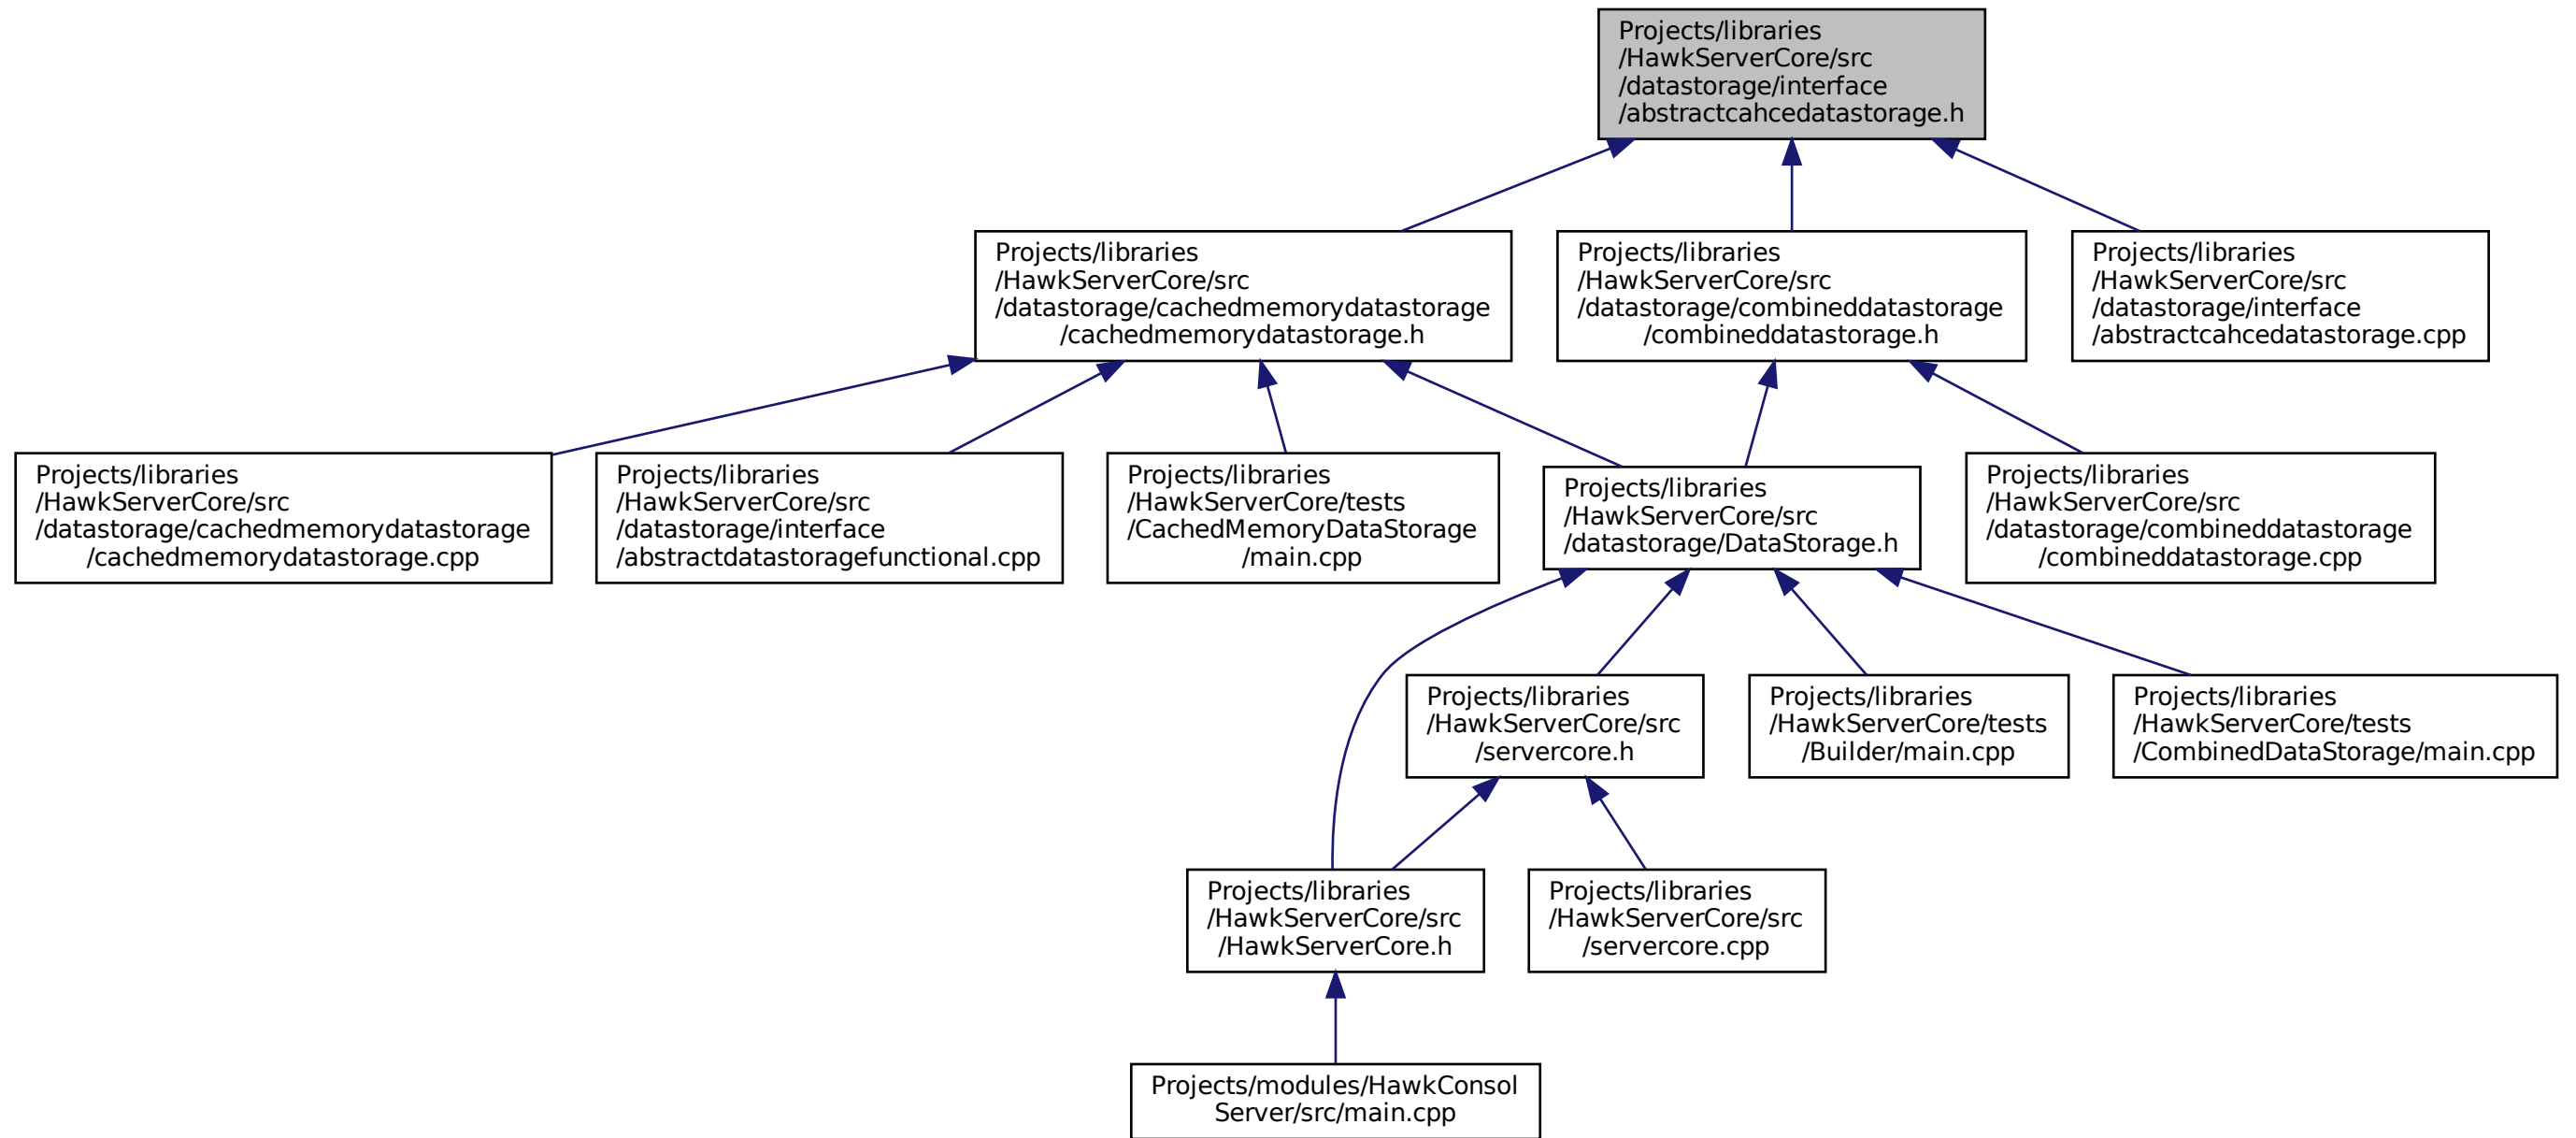 Projects/libraries
/HawkServerCore/src
/datastorage/interface
/abstractcahcedatastorage.h
Projects/libraries
/HawkServerCore/src
/datastorage/cachedmemorydatastorage
/cachedmemorydatastorage.h
Projects/libraries
/HawkServerCore/src
/datastorage/combineddatastorage
/combineddatastorage.h
Projects/libraries
/HawkServerCore/src
/datastorage/interface
/abstractcahcedatastorage.cpp
Projects/libraries
/HawkServerCore/src
/datastorage/cachedmemorydatastorage
/cachedmemorydatastorage.cpp
Projects/libraries
/HawkServerCore/src
/datastorage/interface
/abstractdatastoragefunctional.cpp
Projects/libraries
/HawkServerCore/tests
/CachedMemoryDataStorage
/main.cpp
Projects/libraries
/HawkServerCore/src
/datastorage/DataStorage.h
Projects/libraries
/HawkServerCore/src
/datastorage/combineddatastorage
/combineddatastorage.cpp
Projects/libraries
/HawkServerCore/src
/servercore.h
Projects/libraries
/HawkServerCore/tests
/Builder/main.cpp
Projects/libraries
/HawkServerCore/tests
/CombinedDataStorage/main.cpp
Projects/libraries
/HawkServerCore/src
/HawkServerCore.h
Projects/libraries
/HawkServerCore/src
/servercore.cpp
Projects/modules/HawkConsol
Server/src/main.cpp